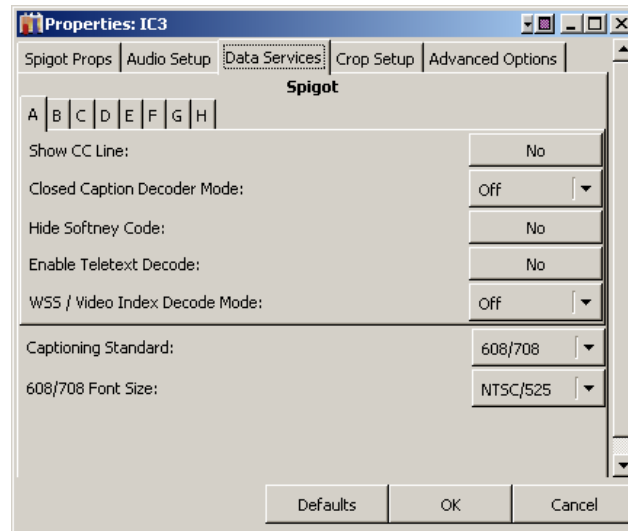 Properties: IC3
Spigot Props Audio Setup Data Services Crop Setup Advanced Options
Spigot
A B C D E F G H
Show CC Line: No
Closed Caption Decoder Mode: Off
Hide Softney Code: No
Enable Teletext Decode: No
WSS / Video Index Decode Mode: Off
Captioning Standard: 608/708
608/708 Font Size: NTSC/525
Defaults OK Cancel